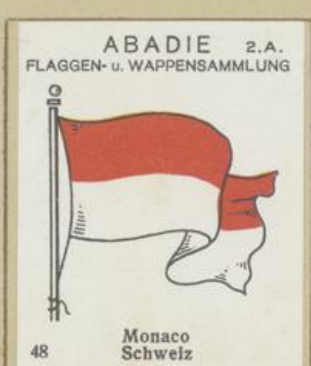 ABADIE 2.A.
FLAGGEN- u. WAPPENSAMMLUNG
Monaco
48 Schweiz